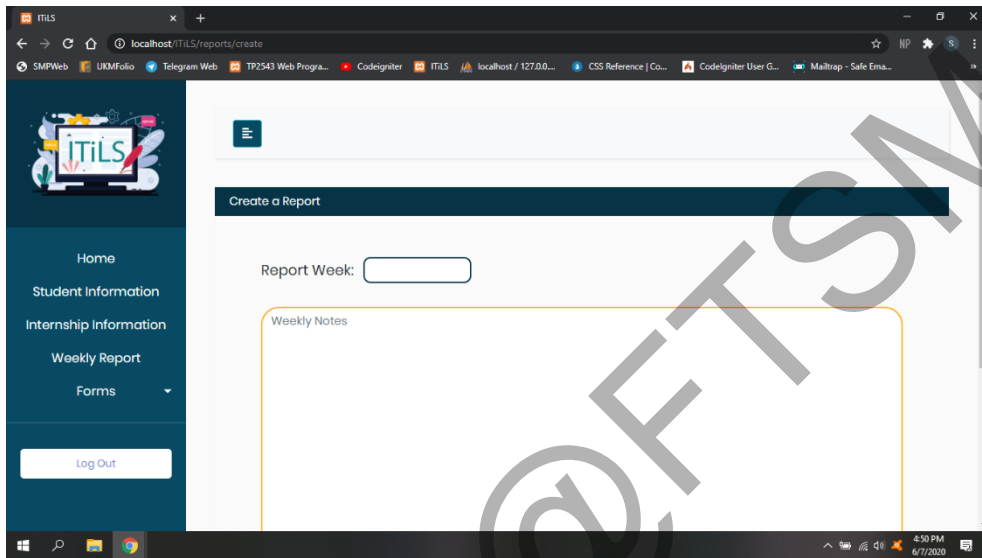 ITiLS
localhost/ITiLS/reports/create
NP
S
SMPWeb UKMFolio Telegram Web TP2543 Web Progra... Codeigniter ITiLS localhost / 127.0.0.... CSS Reference | Co... CodeIgniter User G... Mailtrap - Safe Ema...
ITiLS
Create a Report
Home
Student Information
Internship Information
Weekly Report
Forms
Log Out
Report Week:
Weekly Notes
4:50 PM
6/7/2020
@FTSM